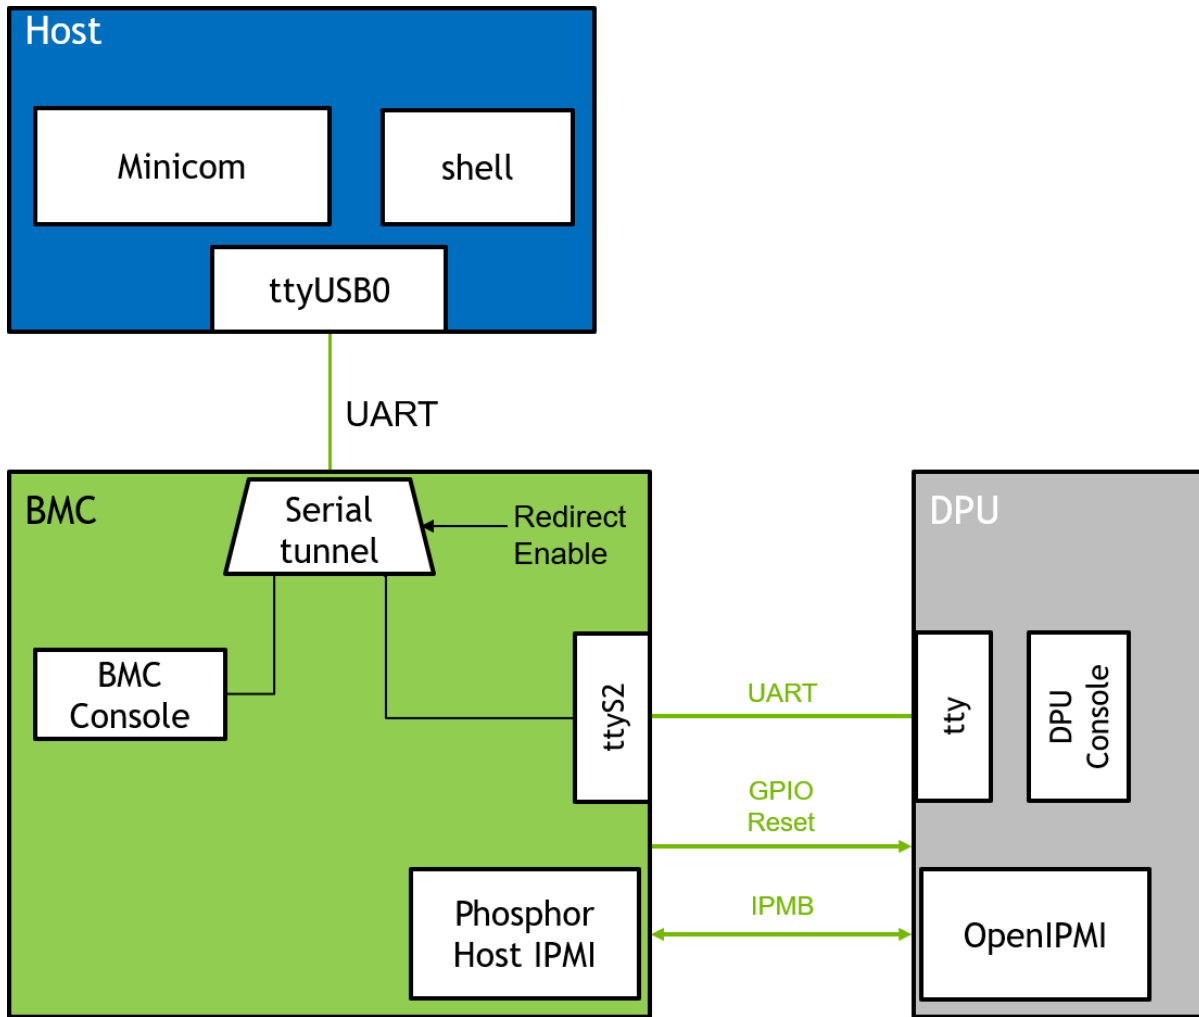 Host
Minicom
shell
ttyUSB0
UART
BMC
Serial
tunnel
Redirect
Enable
BMC
Console
ttyS2
UART
GPIO
Reset
IPMB
Phosphor
Host IPMI
DPU
tty
DPU
Console
OpenIPMI